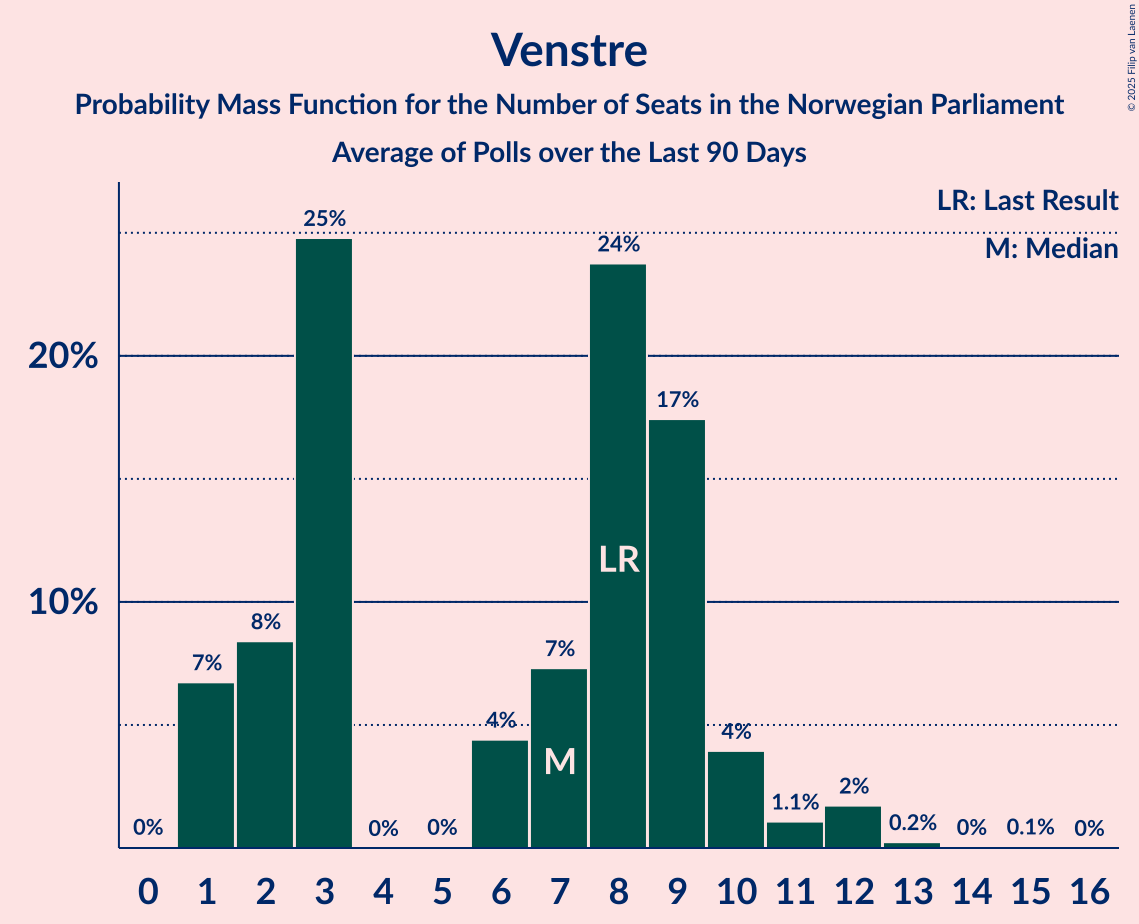 Venstre
Probability Mass Function for the Number of Seats in the Norwegian Parliament
Average of Polls over the Last 90 Days
© 2025 Filip van Laenen
LR: Last Result
M: Median
20%
10%
0% 7% 8% 25% 0% 0% 4% 7% 24% 17% 4% 1.1% 2% 0.2% 0% 0.1% 0%
LR
M
0 1 2 3 4 5 6 7 8 9 10 11 12 13 14 15 16